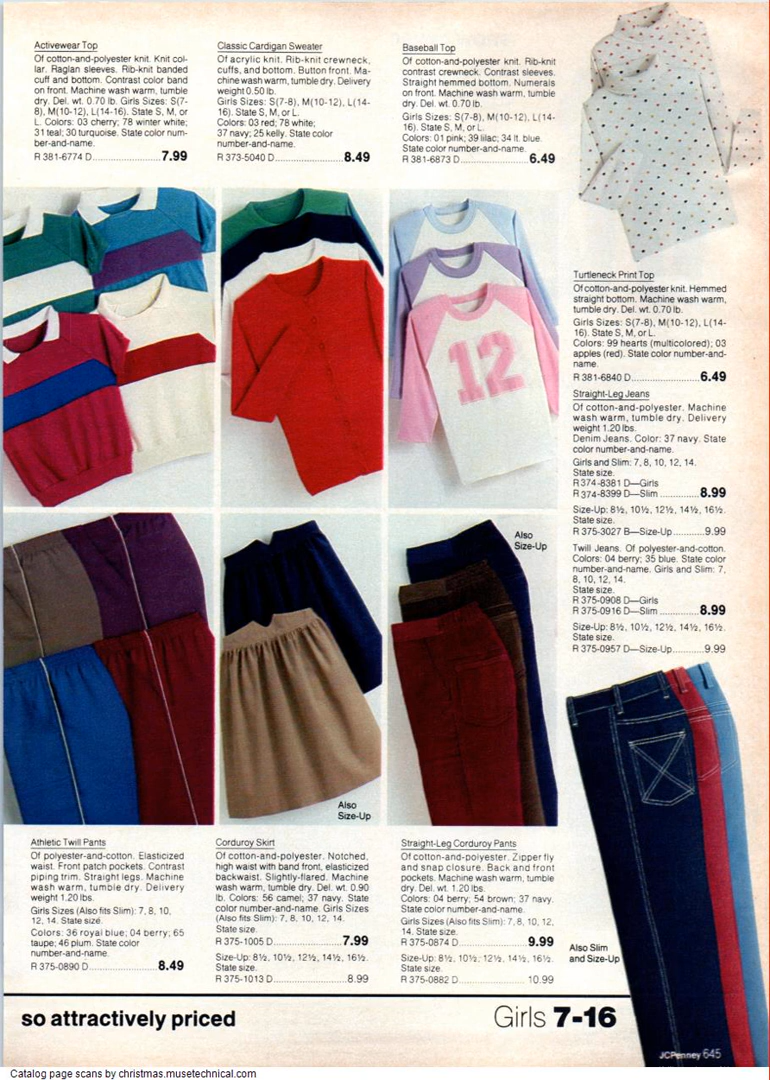 Activewear Top
Of cotton-and-polyester knit. Knit col-
lar. Raglan sleeves. Rib-knit banded
cuff and bottom. Contrast color band
on front. Machine wash warm, tumble
dry. Del. wt. 0.70 lb. Girls Sizes: S(7-
8), M(10-12), L(14-16). State S, M, or
L. Colors: 03 cherry; 78 winter white;
31 teal; 30 turquoise. State color num-
ber-and-name.
R 381-6774 D 7.99
Classic Cardigan Sweater
Of acrylic knit. Rib-knit crewneck,
cuffs, and bottom. Button front. Ma-
chine wash warm, tumble dry. Delivery
weight 0.50 lb.
Girls Sizes: S(7-8), M(10-12), L(14-
16). State S, M, or L.
Colors: 03 red; 78 white;
37 navy; 25 kelly. State color
number-and-name.
R 373-5040 D 8.49
Baseball Top
Of cotton-and-polyester knit. Rib-knit
contrast crewneck. Contrast sleeves.
Straight hemmed bottom. Numerals
on front. Machine wash warm, tumble
dry. Del. wt. 0.70 lb.
Girls Sizes: S(7-8), M(10-12), L(14-
16). State S, M, or L.
Colors: 01 pink; 39 lilac; 34 lt. blue.
State color number-and-name.
R 381-6873 D 6.49
12
Turtleneck Print Top
Of cotton-and-polyester knit. Hemmed
straight bottom. Machine wash warm,
tumble dry. Del. wt. 0.70 lb.
Girls Sizes: S(7-8), M(10-12), L(14-
16). State S, M, or L.
Colors: 99 hearts (multicolored); 03
apples (red). State color number-and-
name.
R 381-6840 D 6.49
Straight-Leg Jeans
Of cotton-and-polyester. Machine
wash warm, tumble dry. Delivery
weight 1.20 lbs.
Denim Jeans. Color: 37 navy. State
color number-and-name.
Girls and Slim: 7, 8, 10, 12, 14.
State size.
R 374-8381 D—Girls
R 374-8399 D—Slim 8.99
Size-Up: 8½, 10½, 12½, 14½, 16½.
State size.
R 375-3027 B—Size-Up 9.99
Twill Jeans. Of polyester-and-cotton.
Colors: 04 berry; 35 blue. State color
number-and-name. Girls and Slim: 7,
8, 10, 12, 14.
State size.
R 375-0908 D—Girls
R 375-0916 D—Slim 8.99
Size-Up: 8½, 10½, 12½, 14½, 16½.
State size.
R 375-0957 D—Size-Up 9.99
Also
Size-Up
Also
Size-Up
Athletic Twill Pants
Of polyester-and-cotton. Elasticized
waist. Front patch pockets. Contrast
piping trim. Straight legs. Machine
wash warm, tumble dry. Delivery
weight 1.20 lbs.
Girls Sizes (Also fits Slim): 7, 8, 10,
12, 14. State size.
Colors: 36 royal blue; 04 berry; 65
taupe; 46 plum. State color
number-and-name.
R 375-0890 D 8.49
Corduroy Skirt
Of cotton-and-polyester. Notched,
high waist with band front, elasticized
backwaist. Slightly-flared. Machine
wash warm, tumble dry. Del. wt. 0.90
lb. Colors: 56 camel; 37 navy. State
color number-and-name. Girls Sizes
(Also fits Slim): 7, 8, 10, 12, 14.
State size.
R 375-1005 D 7.99
Size-Up: 8½, 10½, 12½, 14½, 16½.
State size.
R 375-1013 D 8.99
Straight-Leg Corduroy Pants
Of cotton-and-polyester. Zipper fly
and snap closure. Back and front
pockets. Machine wash warm, tumble
dry. Del. wt. 1.20 lbs.
Colors: 04 berry; 54 brown; 37 navy.
State color number-and-name.
Girls Sizes (Also fits Slim): 7, 8, 10, 12,
14. State size.
R 375-0874 D 9.99
Size-Up: 8½, 10½, 12½, 14½, 16½.
State size.
R 375-0882 D 10.99
Also Slim
and Size-Up
so attractively priced
Girls 7-16
JCPenney 645
Catalog page scans by christmas.musetechnical.com